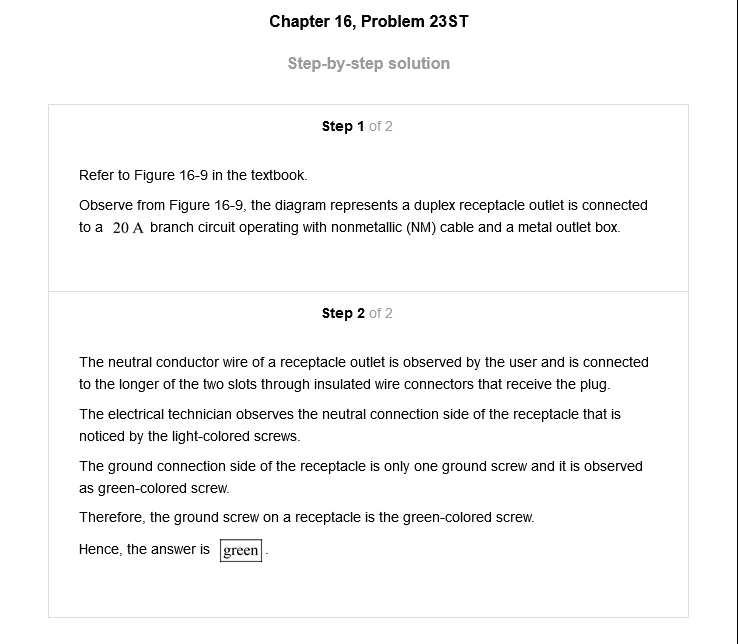 Chapter 16, Problem 23ST
Step-by-step solution
Step 1 of 2
Refer to Figure 16-9 in the textbook.
Observe from Figure 16-9, the diagram represents a duplex receptacle outlet is connected
to a 20 A branch circuit operating with nonmetallic (NM) cable and a metal outlet box.
Step 2 of 2
The neutral conductor wire of a receptacle outlet is observed by the user and is connected
to the longer of the two slots through insulated wire connectors that receive the plug.
The electrical technician observes the neutral connection side of the receptacle that is
noticed by the light-colored screws.
The ground connection side of the receptacle is only one ground screw and it is observed
as green-colored screw.
Therefore, the ground screw on a receptacle is the green-colored screw.
Hence, the answer is green.